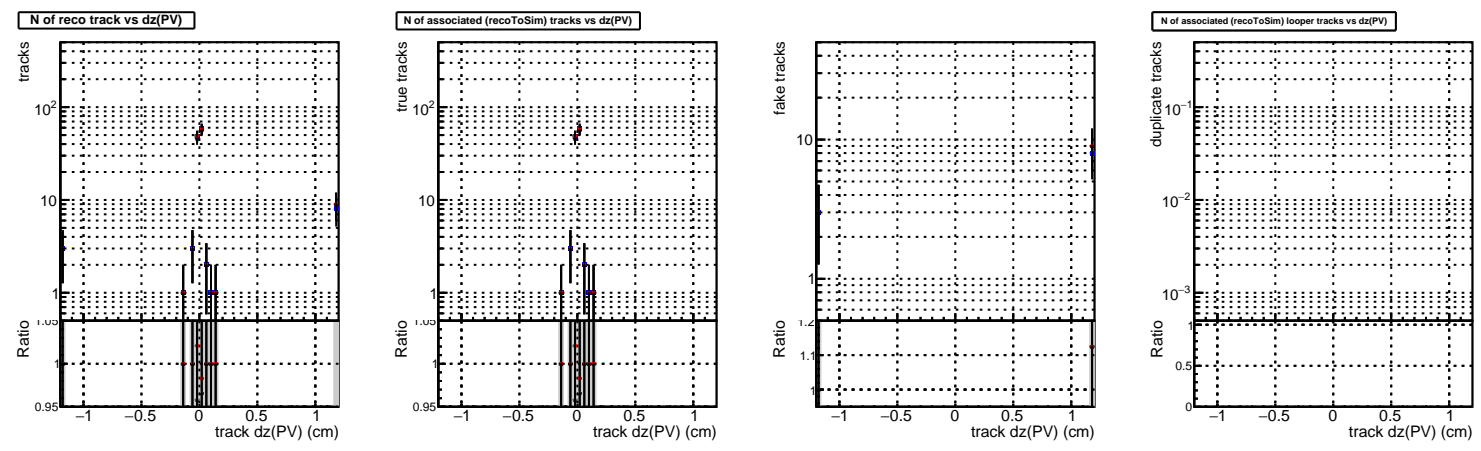 N of reco track vs dz(PV)
tracks
10²
10
1
1.05
Ratio
1
0.95
−1 −0.5 0 0.5 1
track dz(PV) (cm)
N of associated (recoToSim) tracks vs dz(PV)
true tracks
10²
10
1
1.05
Ratio
1
0.95
−1 −0.5 0 0.5 1
track dz(PV) (cm)
fake tracks
10
1
1.2
Ratio
1.1
1
−1 −0.5 0 0.5 1
track dz(PV) (cm)
N of associated (recoToSim) looper tracks vs dz(PV)
duplicate tracks
10⁻¹
10⁻²
10⁻³
Ratio
1
0.5
0
−1 −0.5 0 0.5 1
track dz(PV) (cm)